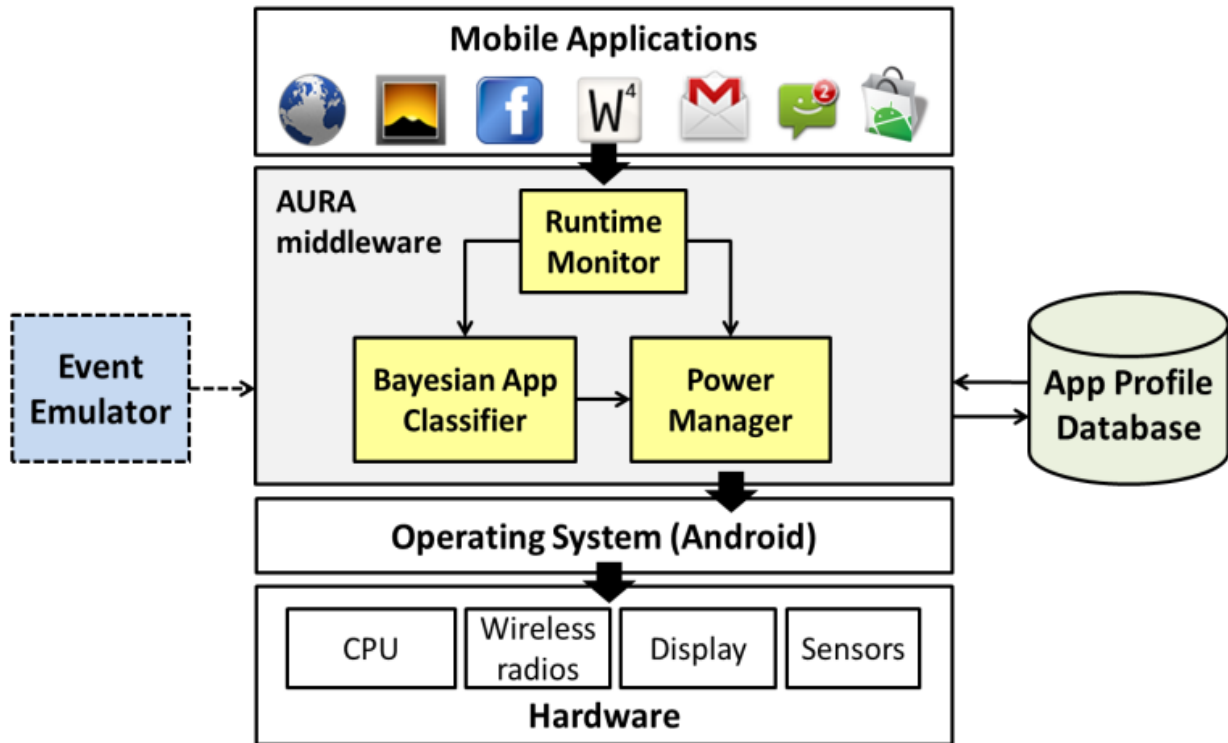 Mobile Applications
f
W4
M
2
AURA
middleware
Runtime
Monitor
Bayesian App
Classifier
Power
Manager
Event
Emulator
App Profile
Database
Operating System (Android)
CPU
Wireless
radios
Display
Sensors
Hardware